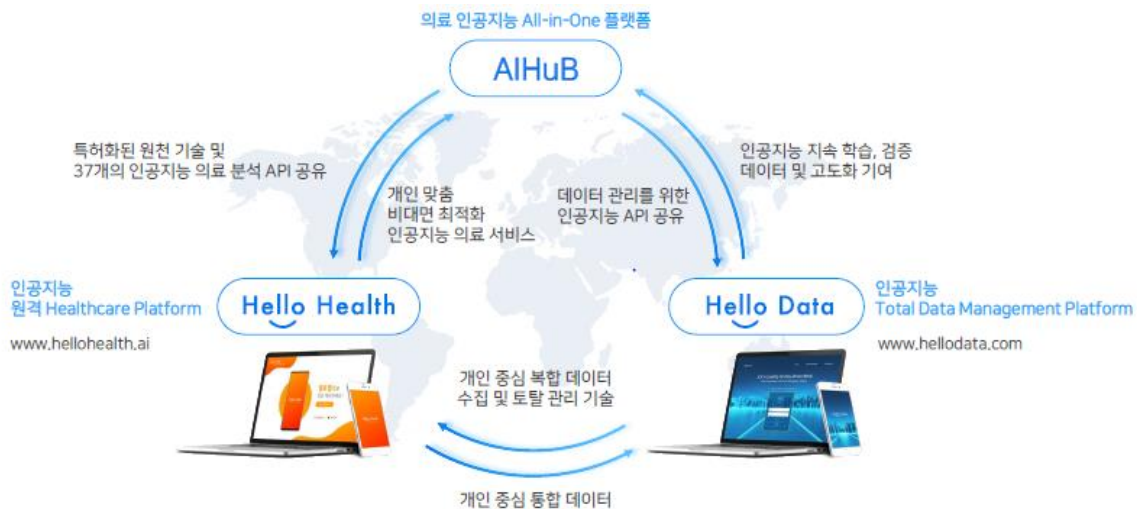 의료 인공지능 All-in-One 플랫폼
AIHuB
특허화된 원천 기술 및
37개의 인공지능 의료 분석 API 공유
개인 맞춤
비대면 최적화
인공지능 의료 서비스
데이터 관리를 위한
인공지능 API 공유
인공지능 지속 학습, 검증
데이터 및 고도화 기여
인공지능
원격 Healthcare Platform
www.hellohealth.ai
Hello Health
Hello Data
인공지능
Total Data Management Platform
www.hellodata.com
개인 중심 복합 데이터
수집 및 토탈 관리 기술
개인 중심 통합 데이터